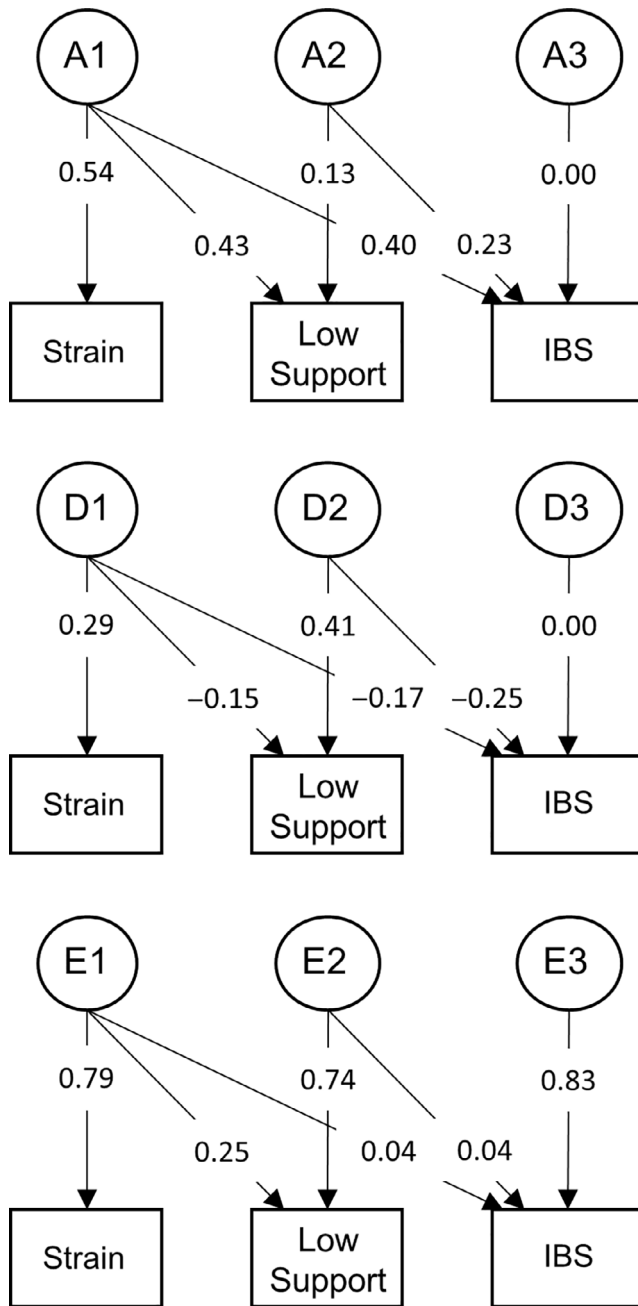 A1 A2 A3
0.54 0.13 0.00
0.43 0.40 0.23
Strain Low Support IBS
D1 D2 D3
0.29 0.41 0.00
−0.15 −0.17 −0.25
Strain Low Support IBS
E1 E2 E3
0.79 0.74 0.83
0.25 0.04 0.04
Strain Low Support IBS